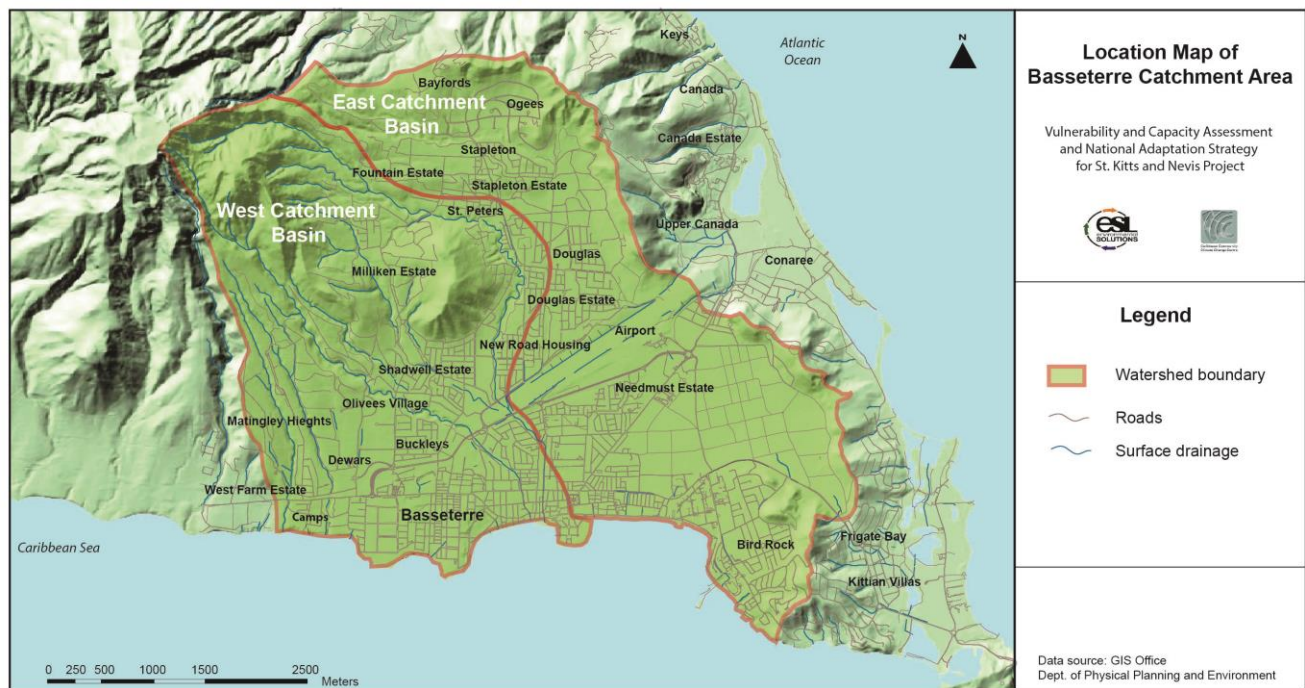 Keys
Atlantic
Ocean
N
Bayfords
East Catchment
Basin
Ogees
Canada
Canada Estate
Stapleton
Fountain Estate
Stapleton Estate
West Catchment
Basin
St. Peters
Upper Canada
Conaree
Douglas
Milliken Estate
Douglas Estate
Airport
New Road Housing
Shadwell Estate
Needmust Estate
Olivees Village
Matingley Hieghts
Buckleys
Dewars
West Farm Estate
Camps
Basseterre
Caribbean Sea
Bird Rock
Frigate Bay
Kittian Villas
0 250 500 1000 1500 2500
Meters
Location Map of
Basseterre Catchment Area
Vulnerability and Capacity Assessment
and National Adaptation Strategy
for St. Kitts and Nevis Project
esl
environmental
SOLUTIONS
Legend
Watershed boundary
Roads
Surface drainage
Data source: GIS Office
Dept. of Physical Planning and Environment